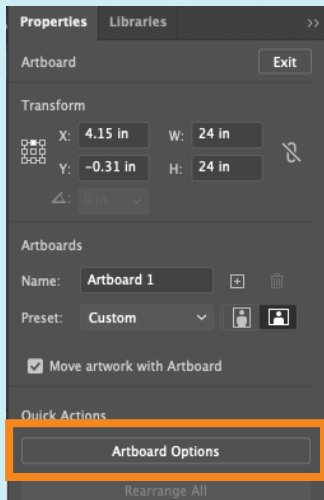 Properties Libraries >>
Artboard Exit
Transform
X: 4.15 in W: 24 in
Y: -0.31 in H: 24 in
0 in
Artboards
Name: Artboard 1
Preset: Custom
Move artwork with Artboard
Quick Actions
Artboard Options
Rearrange All